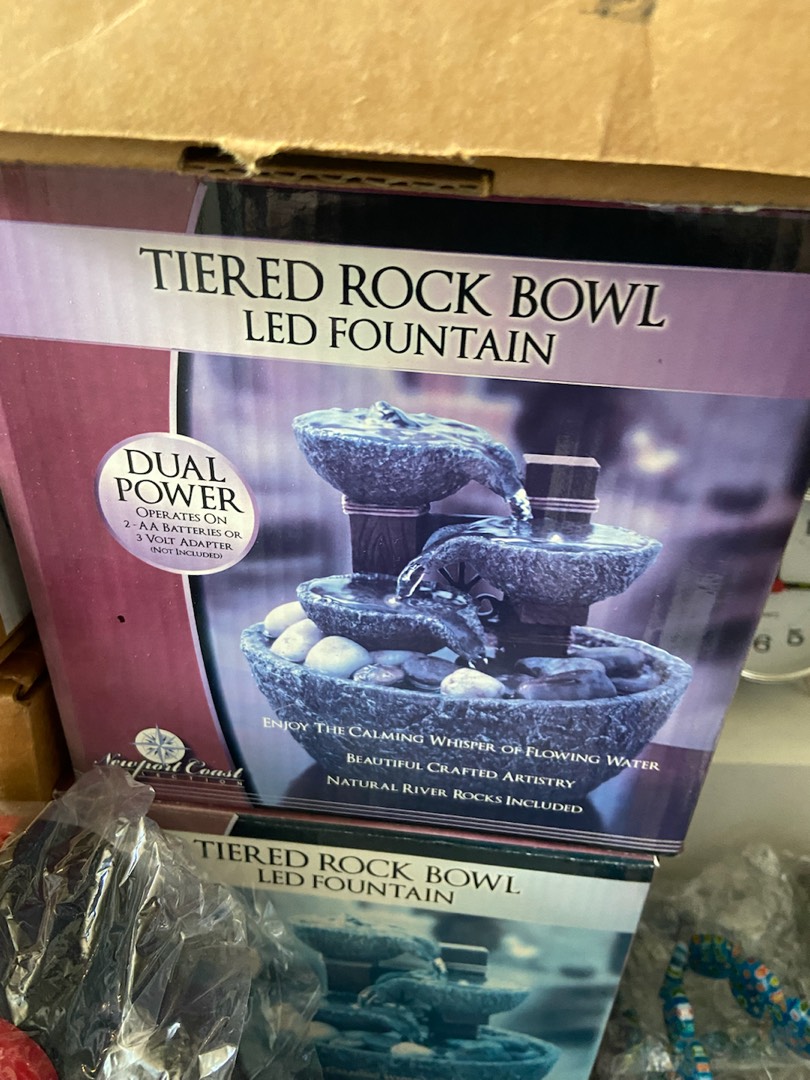 TIERED ROCK BOWL
LED FOUNTAIN
DUAL
POWER
OPERATES ON
2-AA BATTERIES OR
3 VOLT ADAPTER
(NOT INCLUDED)
ENJOY THE CALMING WHISPER OF FLOWING WATER
BEAUTIFUL CRAFTED ARTISTRY
NATURAL RIVER ROCKS INCLUDED
Newport Coast
COLLECTION
TIERED ROCK BOWL
LED FOUNTAIN
6